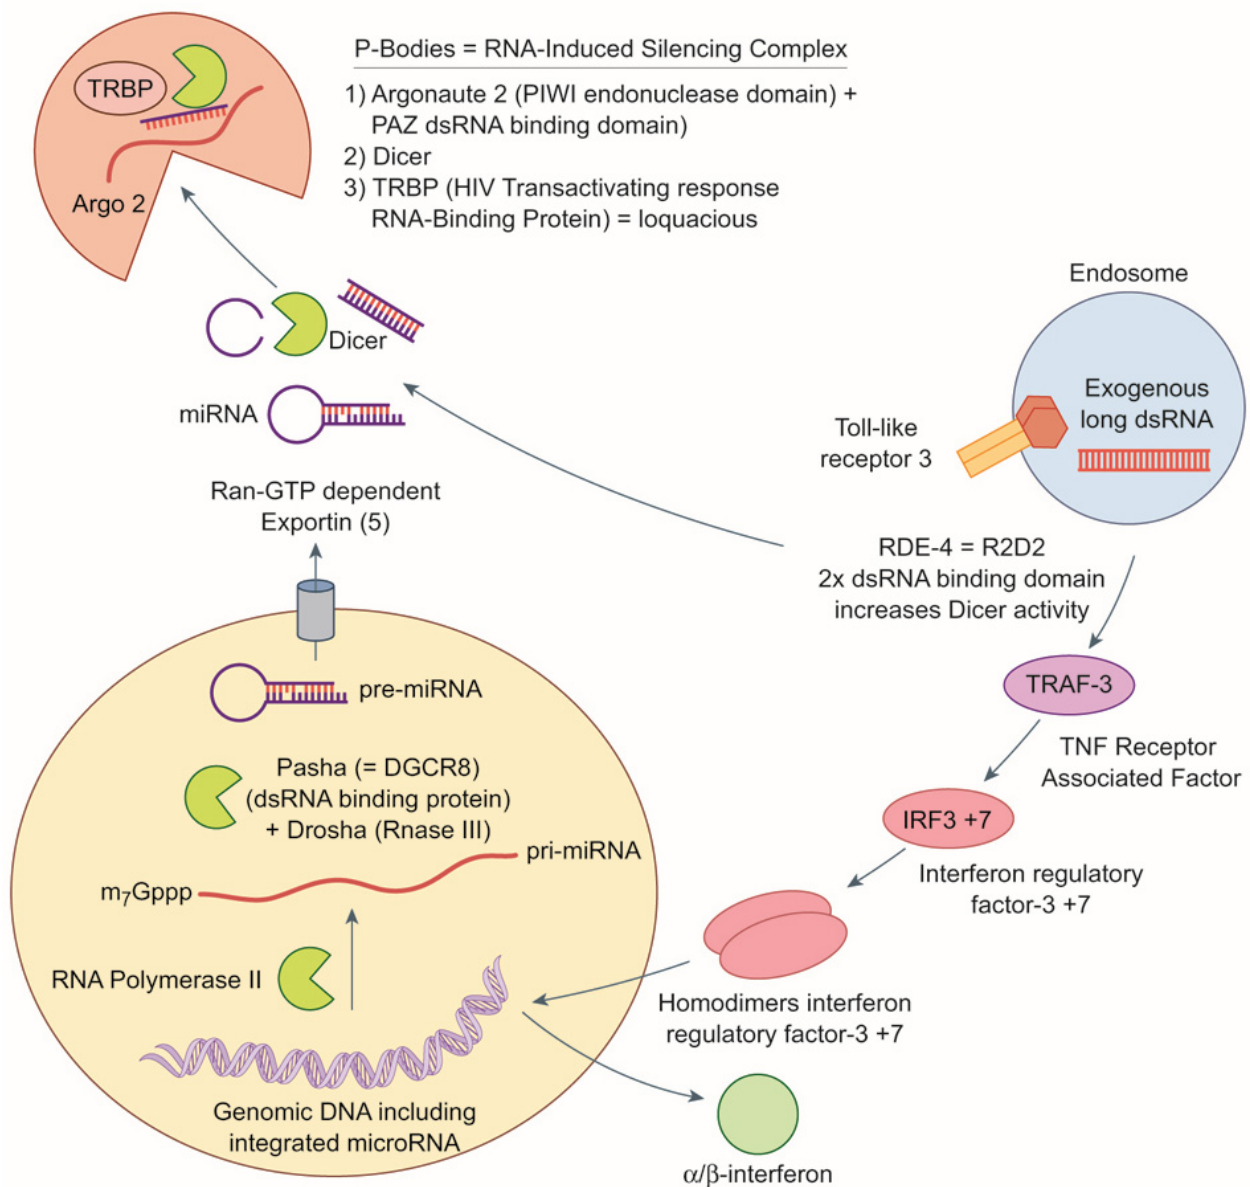 P-Bodies = RNA-Induced Silencing Complex
1) Argonaute 2 (PIWI endonuclease domain) +
PAZ dsRNA binding domain)
2) Dicer
3) TRBP (HIV Transactivating response
RNA-Binding Protein) = loquacious
TRBP
Argo 2
Dicer
miRNA
Ran-GTP dependent
Exportin (5)
Endosome
Exogenous
long dsRNA
Toll-like
receptor 3
RDE-4 = R2D2
2x dsRNA binding domain
increases Dicer activity
TRAF-3
TNF Receptor
Associated Factor
IRF3 +7
Interferon regulatory
factor-3 +7
Homodimers interferon
regulatory factor-3 +7
α/β-interferon
pre-miRNA
Pasha (= DGCR8)
(dsRNA binding protein)
+ Drosha (Rnase III)
pri-miRNA
m₇Gppp
RNA Polymerase II
Genomic DNA including
integrated microRNA